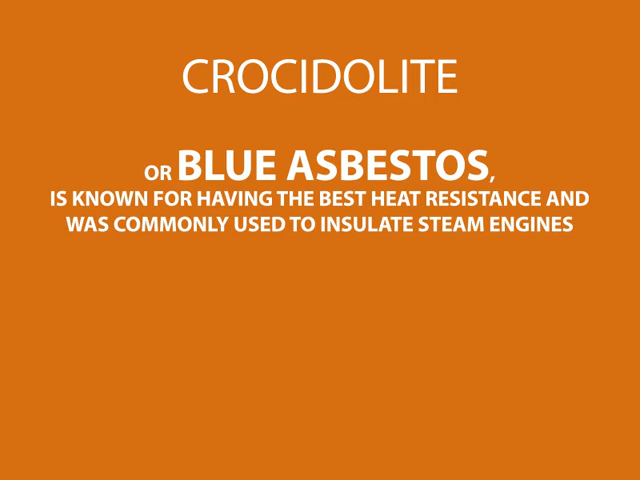 CROCIDOLITE
OR BLUE ASBESTOS,
IS KNOWN FOR HAVING THE BEST HEAT RESISTANCE AND
WAS COMMONLY USED TO INSULATE STEAM ENGINES